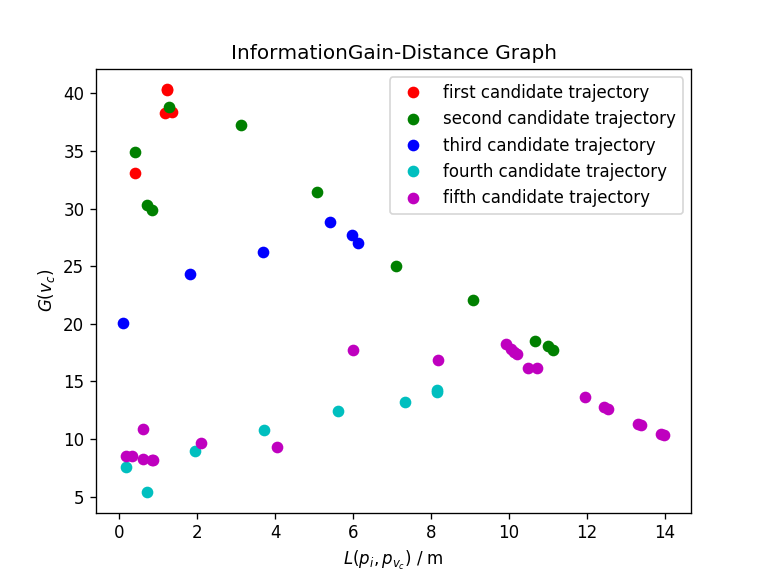 InformationGain-Distance Graph
first candidate trajectory
second candidate trajectory
third candidate trajectory
fourth candidate trajectory
fifth candidate trajectory
40
35
30
25
20
15
10
5
G(v_c)
0 2 4 6 8 10 12 14
L(p_i, p_{v_c}) / m